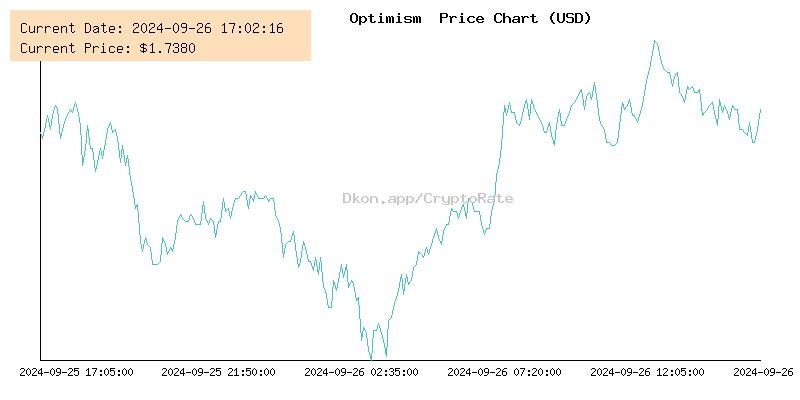 Optimism  Price Chart (USD)
Current Date: 2024-09-26 17:02:16
Current Price: $1.7380
Dkon.app/CryptoRate
2024-09-25 17:05:00 2024-09-25 21:50:00 2024-09-26 02:35:00 2024-09-26 07:20:00 2024-09-26 12:05:00 2024-09-26